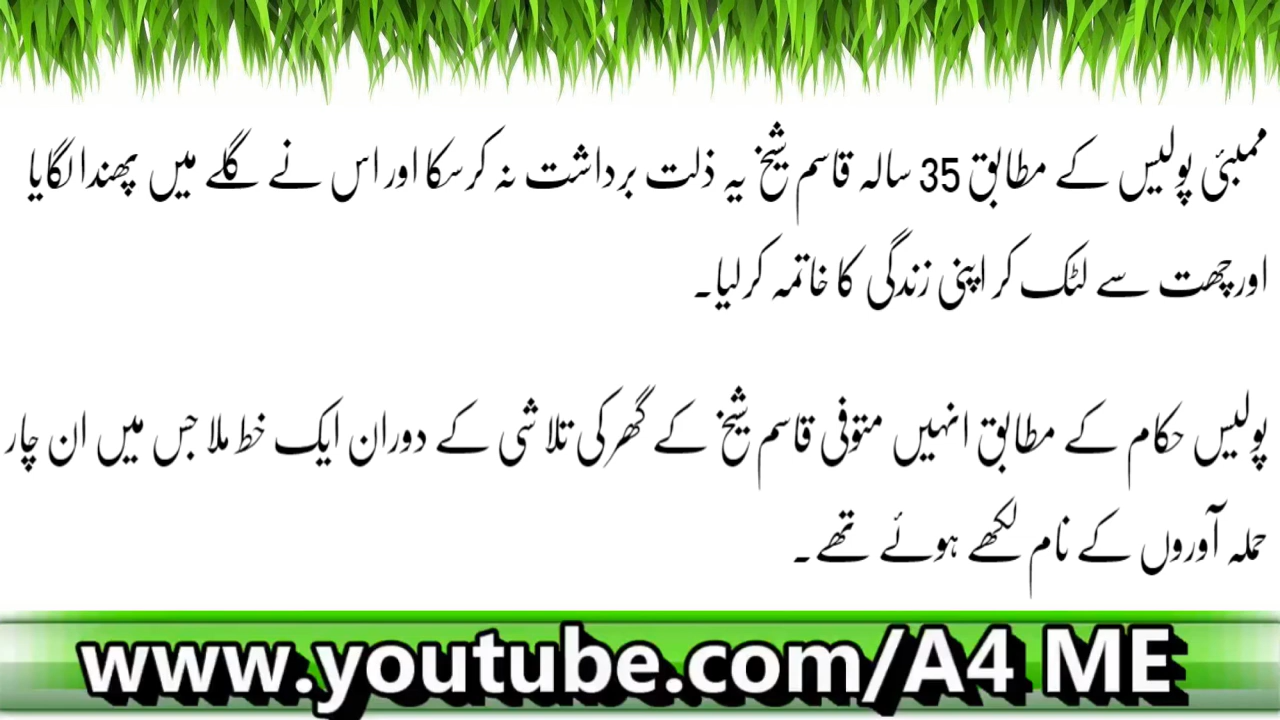 ممبئی پولیس کے مطابق 35 سالہ قاسم شیخ یہ ذلت برداشت نہ کرسکا اور اس نے گلے میں پھندا لگایا
اورچھت سے لٹک کر اپنی زندگی کا خاتمہ کرلیا۔
پولیس حکام کے مطابق انہیں متوفی قاسم شیخ کے گھر کی تلاشی کے دوران ایک خط ملا جس میں ان چار
حملہ آوروں کے نام لکھے ہوئے تھے۔
www.youtube.com/A4 ME